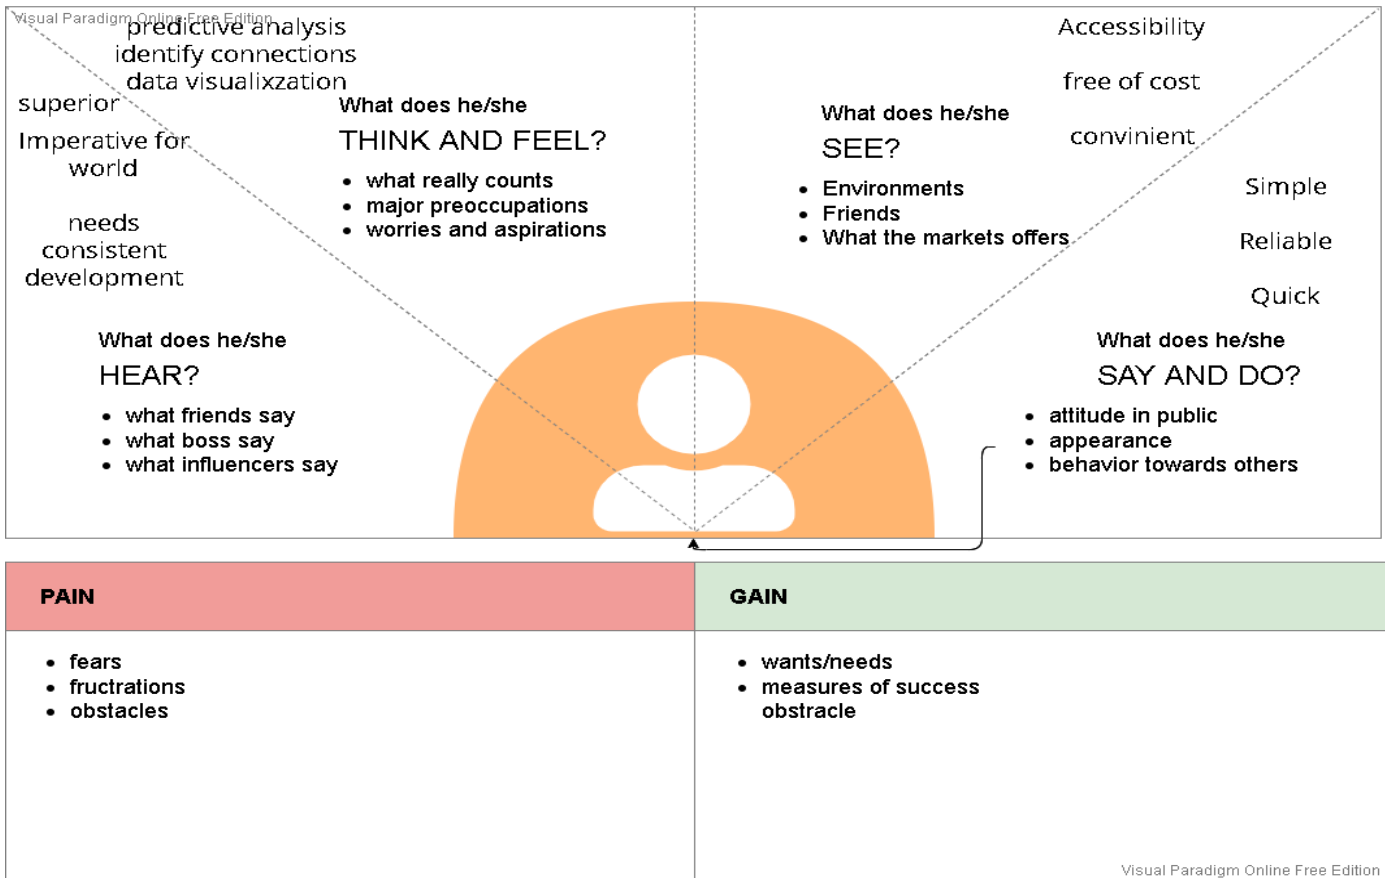 Visual Paradigm Online Free Edition
predictive analysis
identify connections
data visualixzation
superior
Imperative for
world
needs
consistent
development
What does he/she
THINK AND FEEL?
• what really counts
• major preoccupations
• worries and aspirations
What does he/she
SEE?
• Environments
• Friends
• What the markets offers
Accessibility
free of cost
convinient
Simple
Reliable
Quick
What does he/she
HEAR?
• what friends say
• what boss say
• what influencers say
What does he/she
SAY AND DO?
• attitude in public
• appearance
• behavior towards others
PAIN
• fears
• fructrations
• obstacles
GAIN
• wants/needs
• measures of success
obstracle
Visual Paradigm Online Free Edition